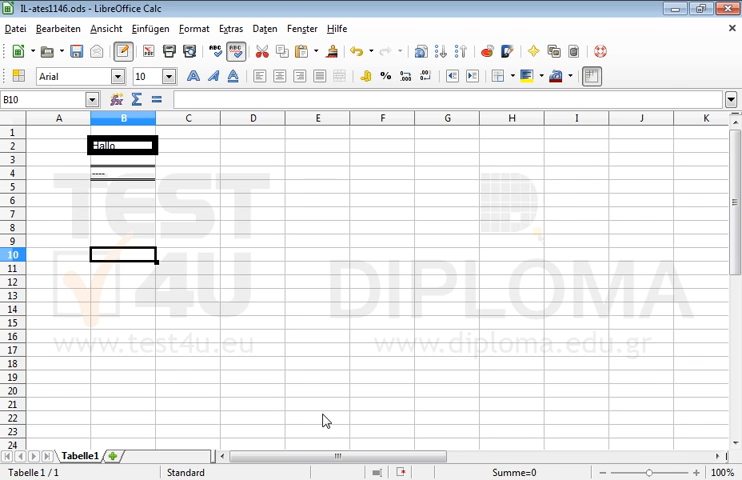 IL-ates1146.ods - LibreOffice Calc
Datei Bearbeiten Ansicht Einfügen Format Extras Daten Fenster Hilfe
Arial 10
B10
A B C D E F G H I J K
1
2 Hallo
3
4 ----
5
6
7
8
9
10
11
12
13
14
15
16
17
18
19
20
21
22
23
24
TEST 4U DIPLOMA
www.test4u.eu www.diploma.edu.gr
Tabelle1
Tabelle 1 / 1 Standard Summe=0 100%